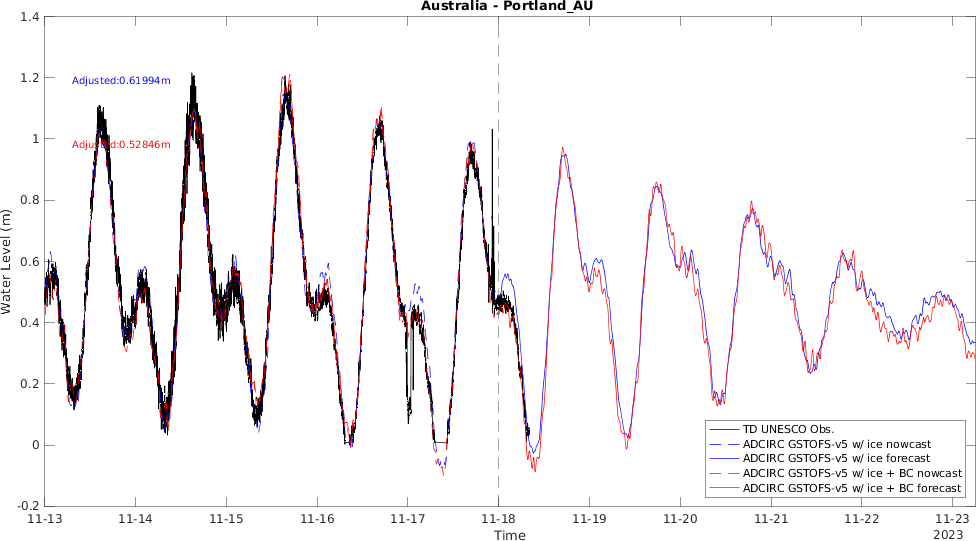 Australia - Portland_AU
1.4
1.2
1
0.8
0.6
0.4
0.2
0
-0.2
Water Level (m)
Adjusted:0.61994m
Adjusted:0.52846m
TD UNESCO Obs.
ADCIRC GSTOFS-v5 w/ ice nowcast
ADCIRC GSTOFS-v5 w/ ice forecast
ADCIRC GSTOFS-v5 w/ ice + BC nowcast
ADCIRC GSTOFS-v5 w/ ice + BC forecast
11-13 11-14 11-15 11-16 11-17 11-18 11-19 11-20 11-21 11-22 11-23
Time 2023